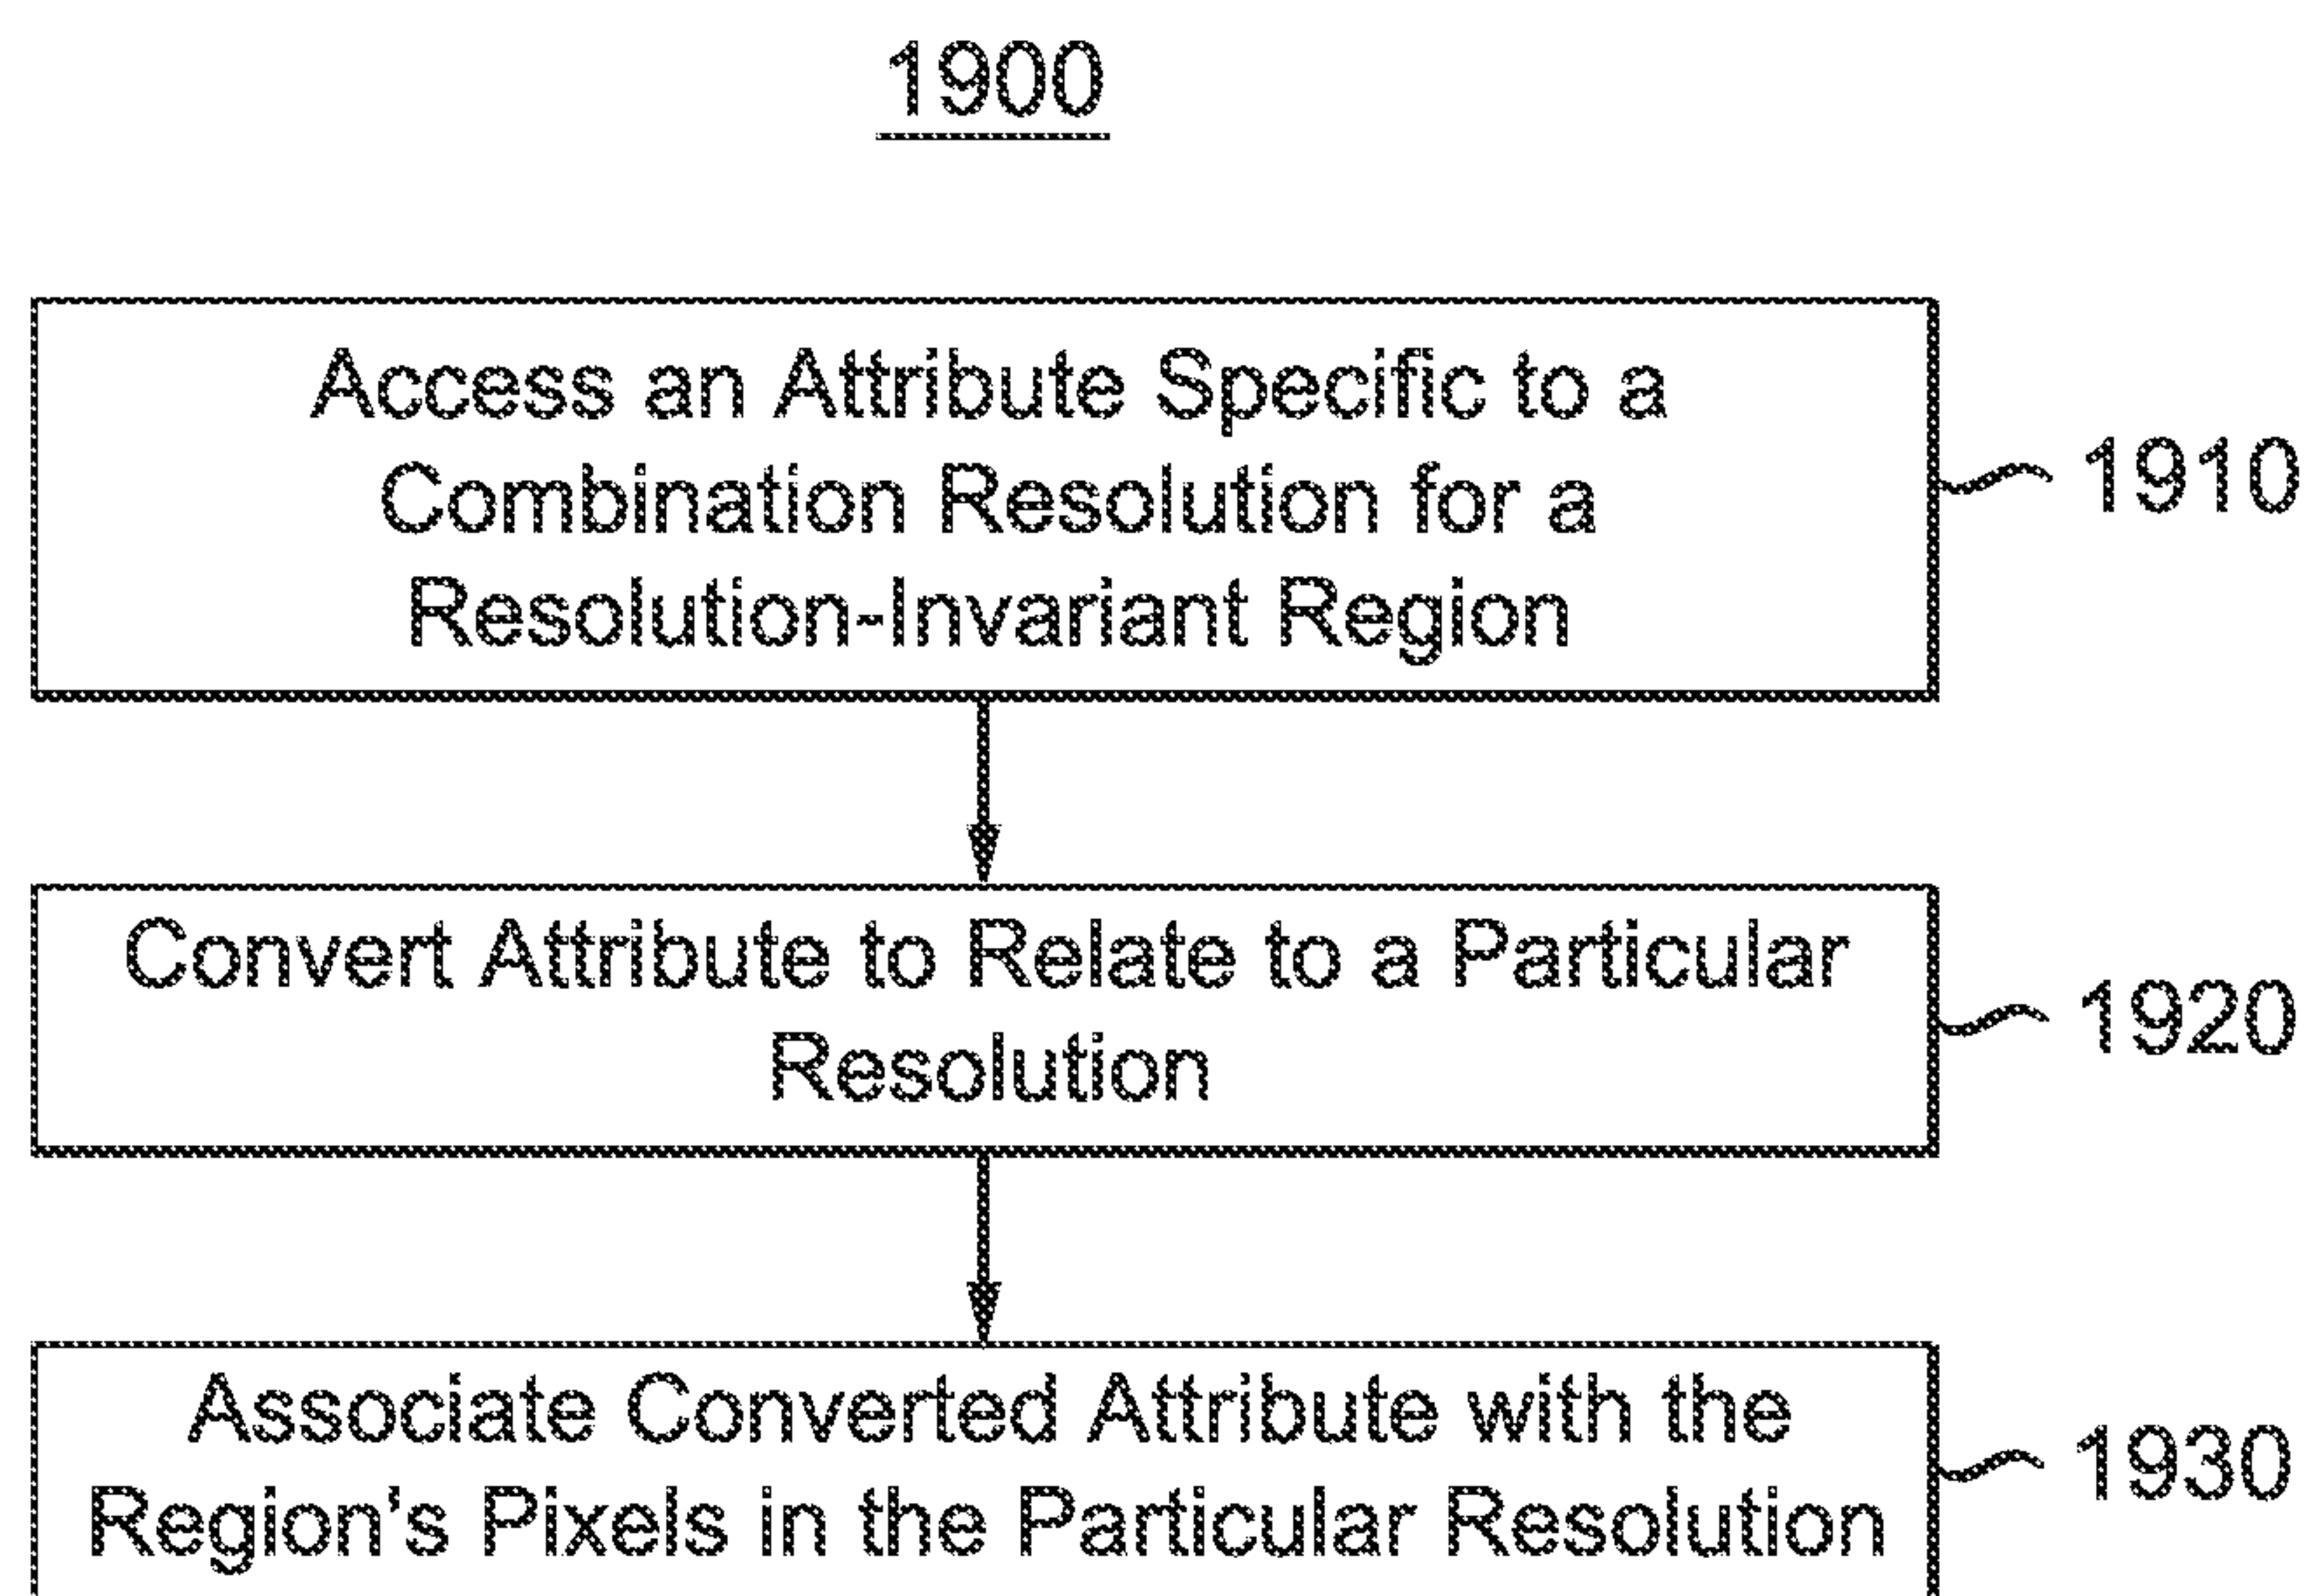 1900
Access an Attribute Specific to a
Combination Resolution for a
Resolution-Invariant Region
1910
Convert Attribute to Relate to a Particular
Resolution
1920
Associate Converted Attribute with the
Region's Pixels in the Particular Resolution
1930